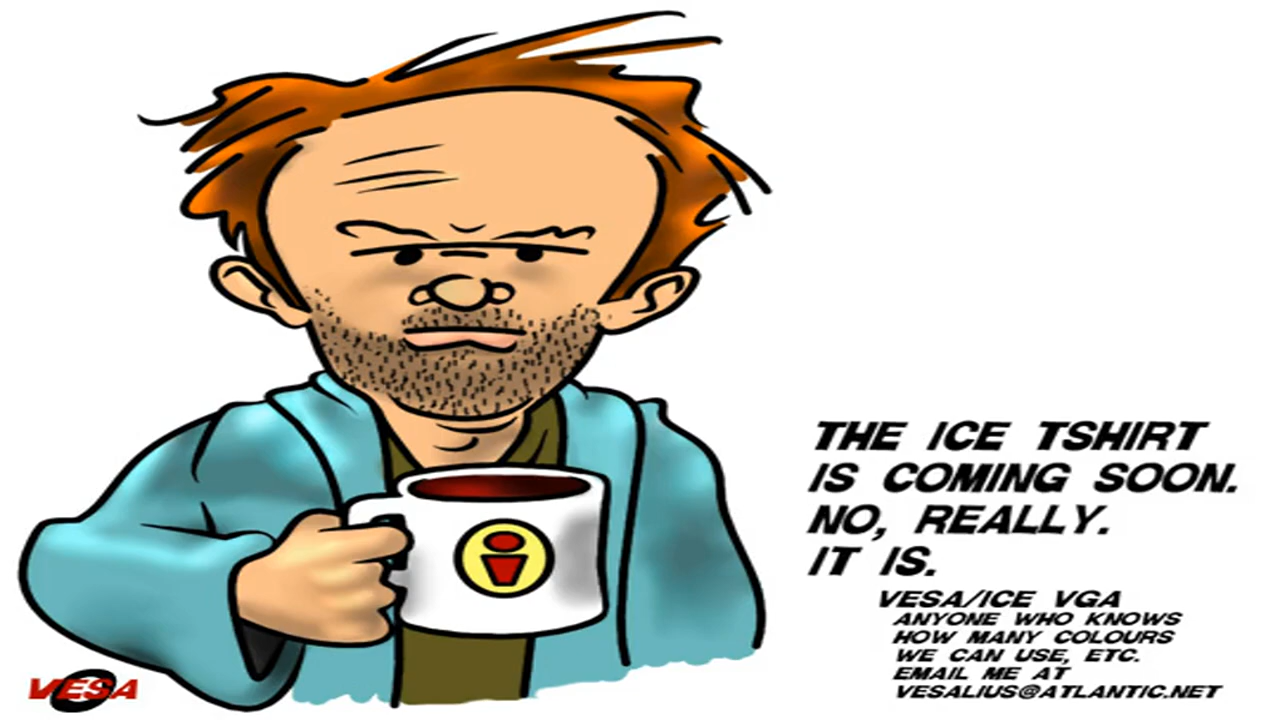 THE ICE TSHIRT
IS COMING SOON.
NO, REALLY.
IT IS.
VESA/ICE VGA
ANYONE WHO KNOWS
HOW MANY COLOURS
WE CAN USE, ETC.
EMAIL ME AT
VESALIUS@ATLANTIC.NET
VESA